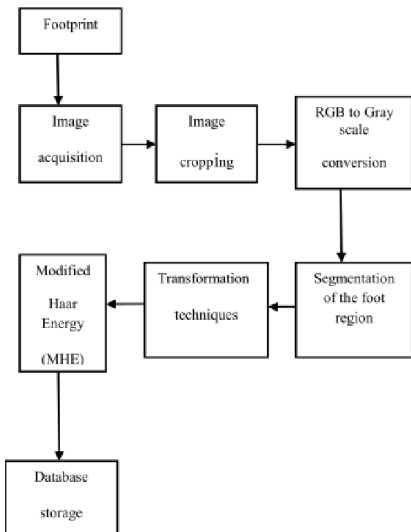 Footprint
Image
acquisition
Image
cropping
RGB to Gray
scale
conversion
Segmentation
of the foot
region
Transformation
techniques
Modified
Haar
Energy
(MHE)
Database
storage